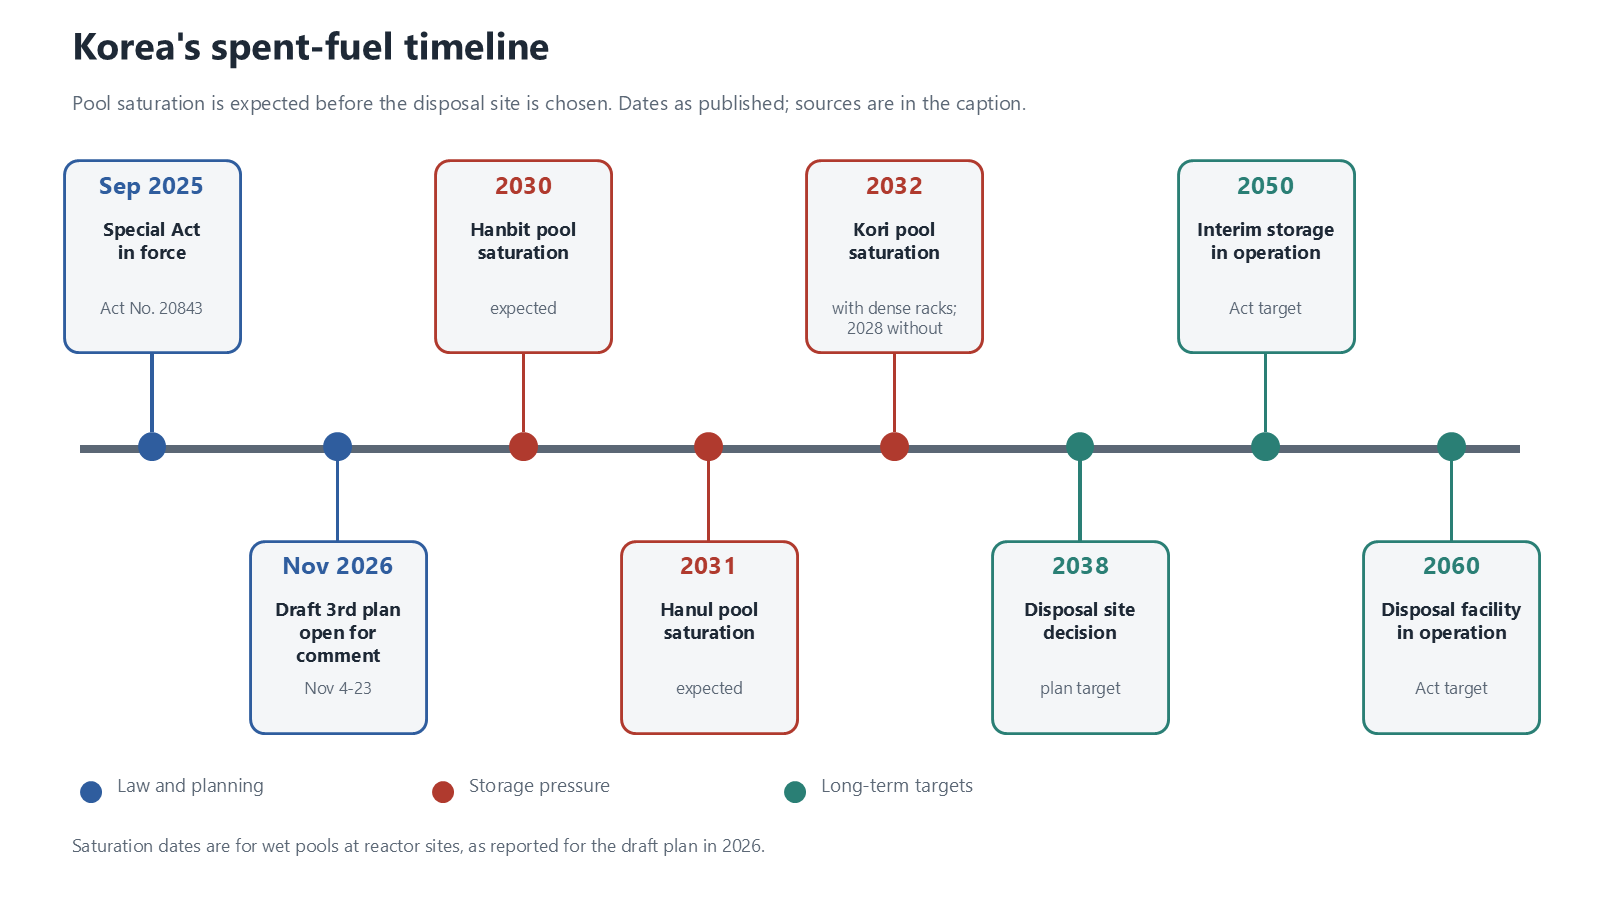 Korea's spent-fuel timeline
Pool saturation is expected before the disposal site is chosen. Dates as published; sources are in the caption.
Sep 2025
Special Act
in force
Act No. 20843
2030
Hanbit pool
saturation
expected
2032
Kori pool
saturation
with dense racks;
2028 without
2050
Interim storage
in operation
Act target
Nov 2026
Draft 3rd plan
open for
comment
Nov 4-23
2031
Hanul pool
saturation
expected
2038
Disposal site
decision
plan target
2060
Disposal facility
in operation
Act target
Law and planning
Storage pressure
Long-term targets
Saturation dates are for wet pools at reactor sites, as reported for the draft plan in 2026.